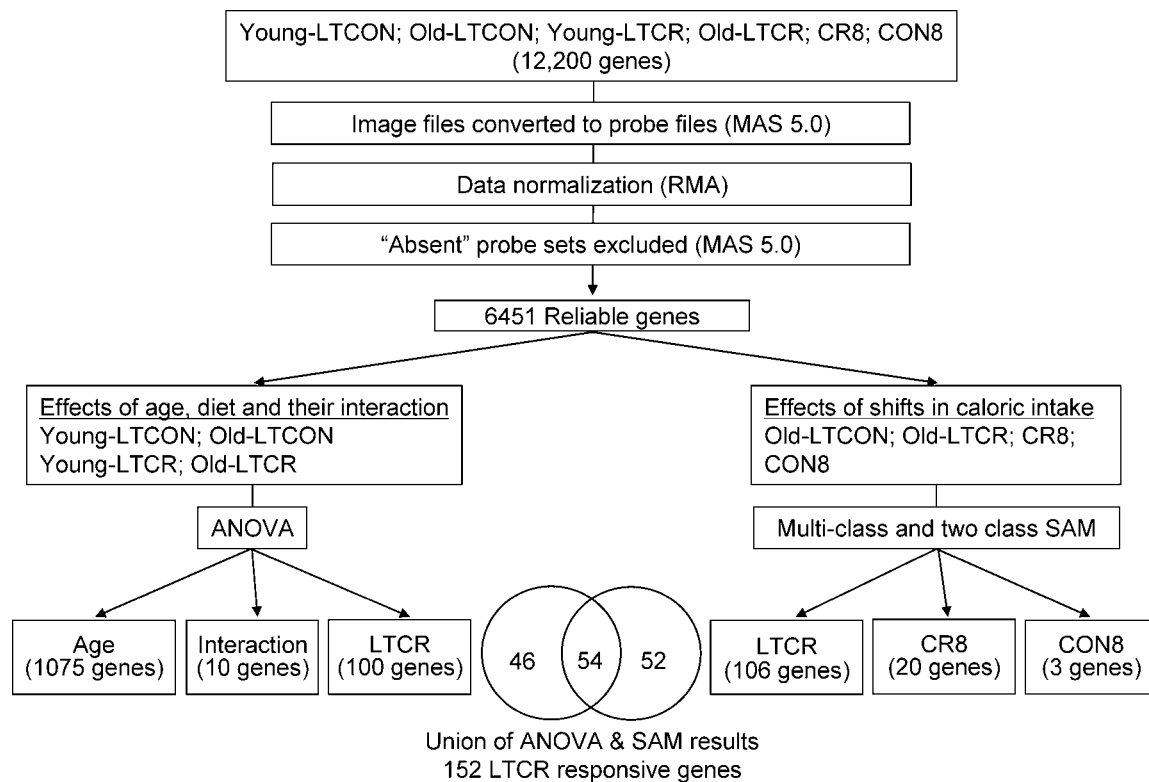 Young-LTCON; Old-LTCON; Young-LTCR; Old-LTCR; CR8; CON8
(12,200 genes)
Image files converted to probe files (MAS 5.0)
Data normalization (RMA)
“Absent” probe sets excluded (MAS 5.0)
6451 Reliable genes
Effects of age, diet and their interaction
Young-LTCON; Old-LTCON
Young-LTCR; Old-LTCR
Effects of shifts in caloric intake
Old-LTCON; Old-LTCR; CR8;
CON8
ANOVA
Multi-class and two class SAM
Age
(1075 genes)
Interaction
(10 genes)
LTCR
(100 genes)
46
54
52
LTCR
(106 genes)
CR8
(20 genes)
CON8
(3 genes)
Union of ANOVA & SAM results
152 LTCR responsive genes